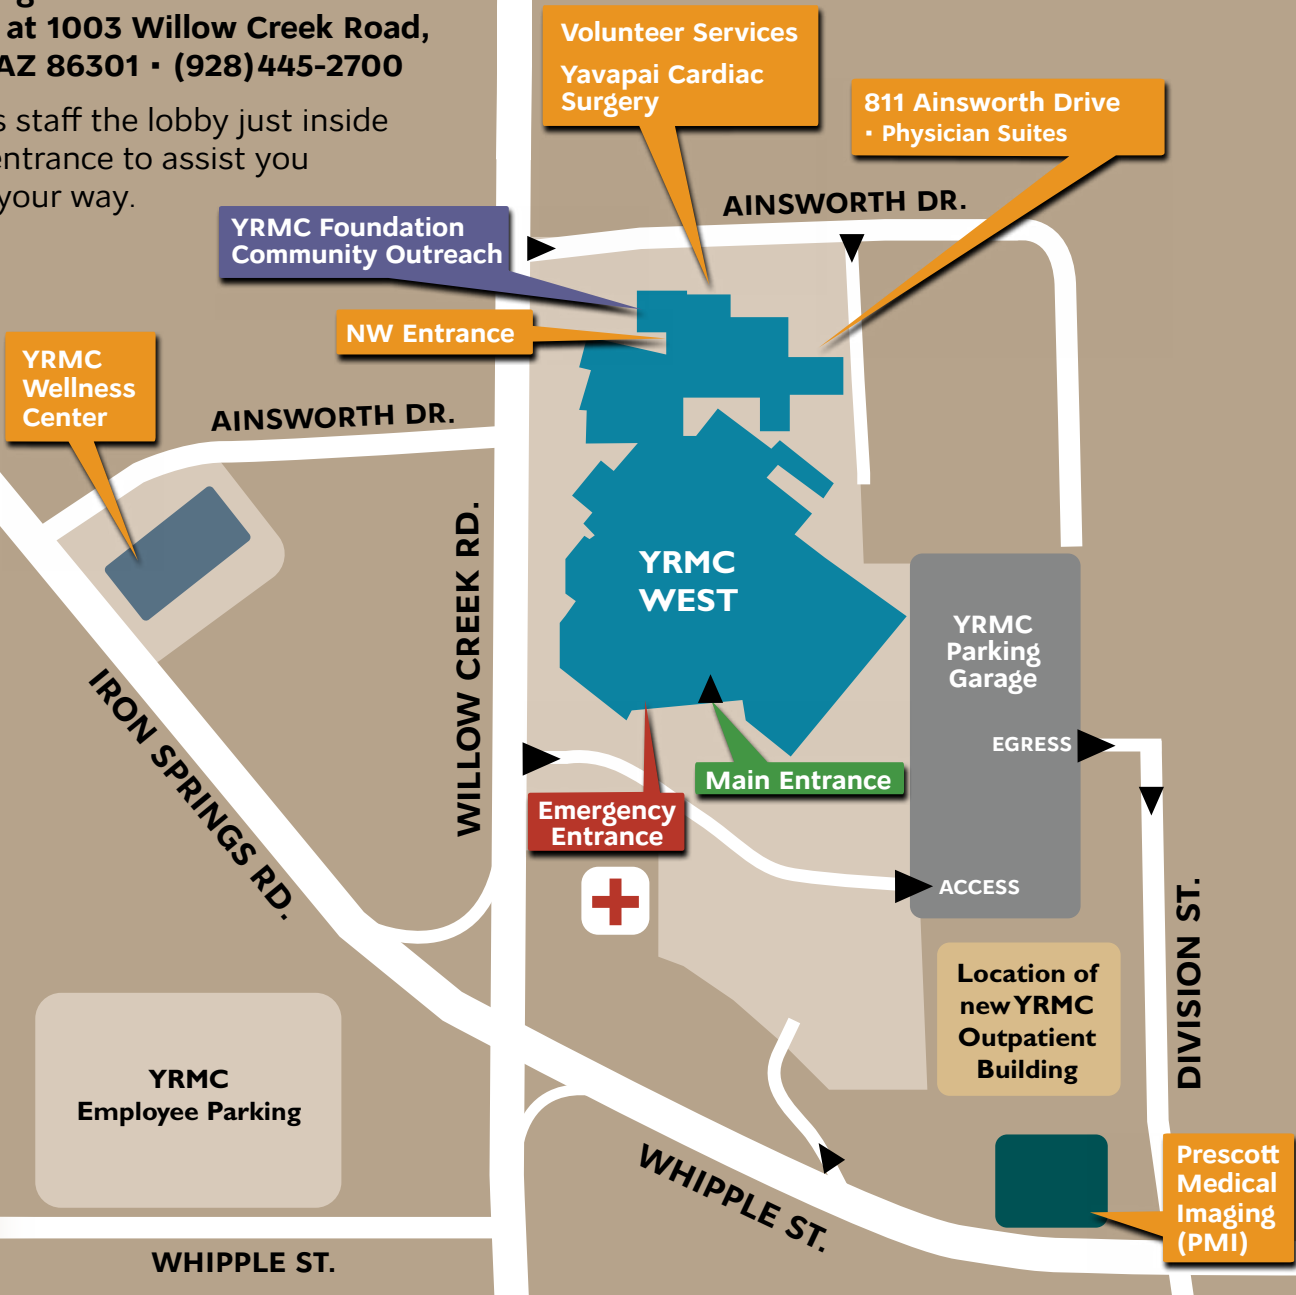 at 1003 Willow Creek Road,
AZ 86301 • (928)445-2700
staff the lobby just inside
entrance to assist you
your way.
Volunteer Services
Yavapai Cardiac
Surgery
811 Ainsworth Drive
• Physician Suites
AINSWORTH DR.
YRMC Foundation
Community Outreach
NW Entrance
YRMC
Wellness
Center
AINSWORTH DR.
WILLOW CREEK RD.
YRMC
WEST
YRMC
Parking
Garage
IRON SPRINGS RD.
EGRESS
Main Entrance
Emergency
Entrance
ACCESS
DIVISION ST.
Location of
new YRMC
Outpatient
Building
YRMC
Employee Parking
WHIPPLE ST.
Prescott
Medical
Imaging
(PMI)
WHIPPLE ST.